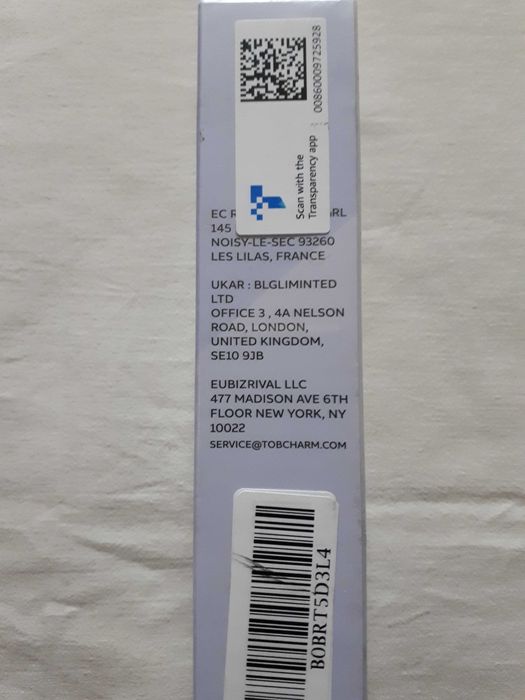 008600009725928
Scan with the
Transparency app
EC R RL
145
NOISY-LE-SEC 93260
LES LILAS, FRANCE
UKAR : BLGLIMINTED
LTD
OFFICE 3 , 4A NELSON
ROAD, LONDON,
UNITED KINGDOM,
SE10 9JB
EUBIZRIVAL LLC
477 MADISON AVE 6TH
FLOOR NEW YORK, NY
10022
SERVICE@TOBCHARM.COM
B0BRT5D3L4